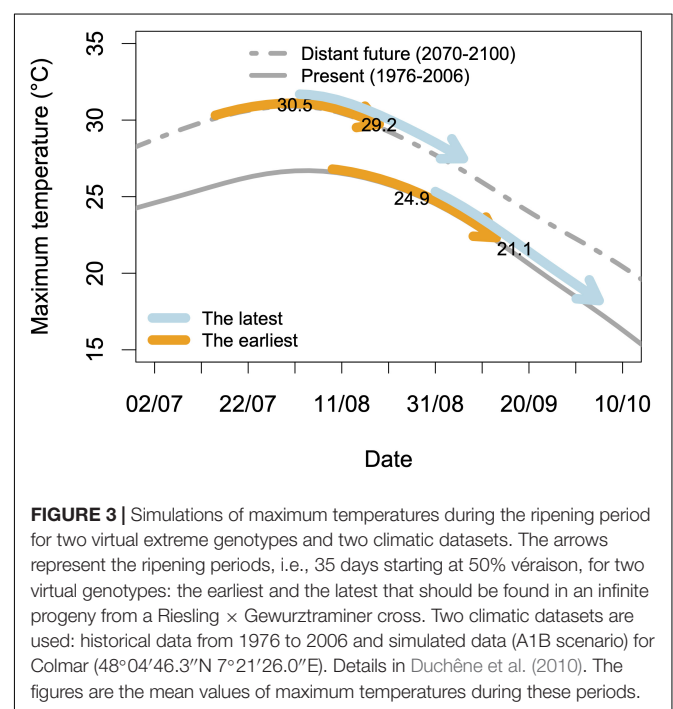 35
30
25
20
15
Maximum temperature (°C)
Distant future (2070-2100)
Present (1976-2006)
30.5
29.2
24.9
21.1
The latest
The earliest
02/07 22/07 11/08 31/08 20/09 10/10
Date
FIGURE 3 | Simulations of maximum temperatures during the ripening period
for two virtual extreme genotypes and two climatic datasets. The arrows
represent the ripening periods, i.e., 35 days starting at 50% véraison, for two
virtual genotypes: the earliest and the latest that should be found in an infinite
progeny from a Riesling × Gewurztraminer cross. Two climatic datasets are
used: historical data from 1976 to 2006 and simulated data (A1B scenario) for
Colmar (48°04′46.3″N 7°21′26.0″E). Details in Duchêne et al. (2010). The
figures are the mean values of maximum temperatures during these periods.